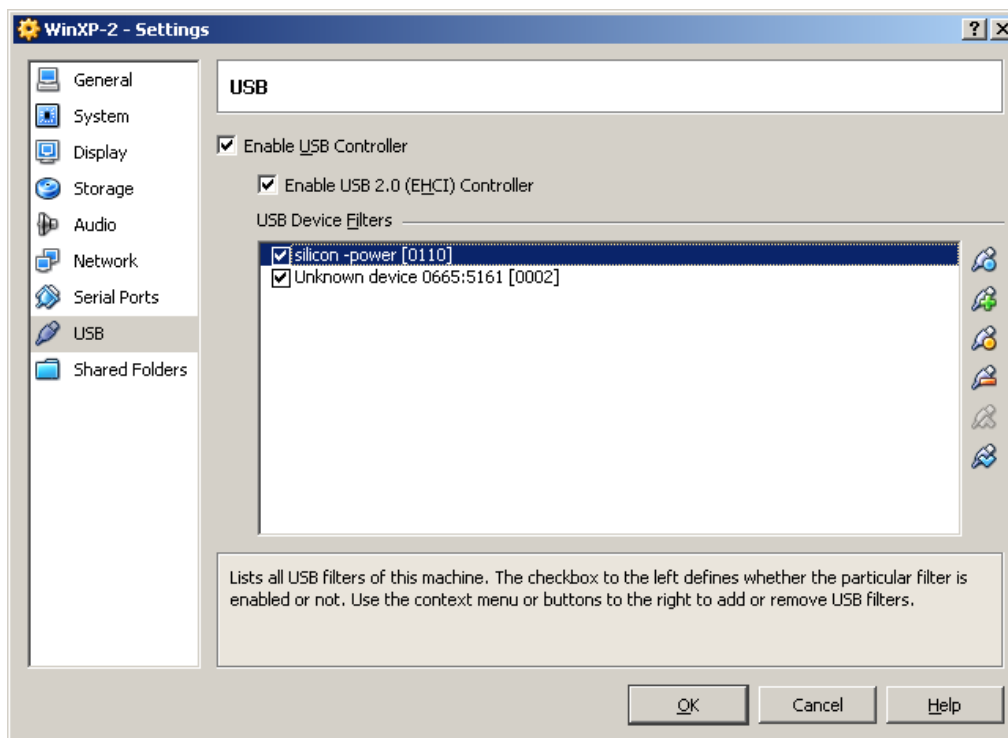 WinXP-2 - Settings
General
System
Display
Storage
Audio
Network
Serial Ports
USB
Shared Folders
USB
Enable USB Controller
Enable USB 2.0 (EHCI) Controller
USB Device Filters
silicon -power [0110]
Unknown device 0665:5161 [0002]
Lists all USB filters of this machine. The checkbox to the left defines whether the particular filter is
enabled or not. Use the context menu or buttons to the right to add or remove USB filters.
OK
Cancel
Help